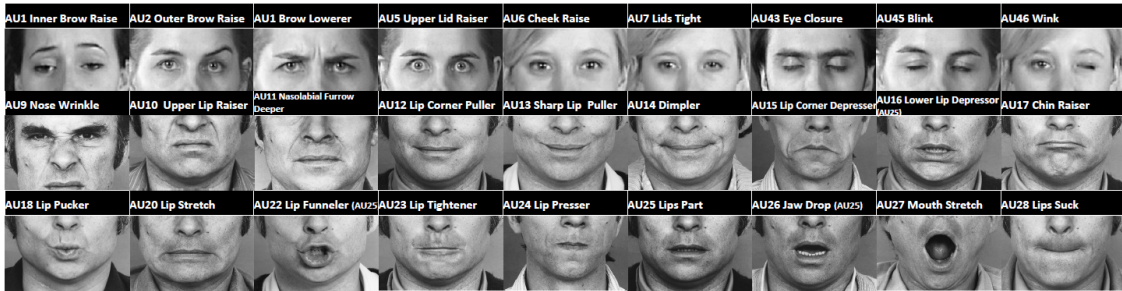 AU1 Inner Brow Raise
AU2 Outer Brow Raise
AU1 Brow Lowerer
AU5 Upper Lid Raiser
AU6 Cheek Raise
AU7 Lids Tight
AU43 Eye Closure
AU45 Blink
AU46 Wink
AU9 Nose Wrinkle
AU10 Upper Lip Raiser
AU11 Nasolabial Furrow
Deeper
AU12 Lip Corner Puller
AU13 Sharp Lip Puller
AU14 Dimpler
AU15 Lip Corner Depresser
AU16 Lower Lip Depressor
(AU25)
AU17 Chin Raiser
AU18 Lip Pucker
AU20 Lip Stretch
AU22 Lip Funneler (AU25
AU23 Lip Tightener
AU24 Lip Presser
AU25 Lips Part
AU26 Jaw Drop (AU25)
AU27 Mouth Stretch
AU28 Lips Suck